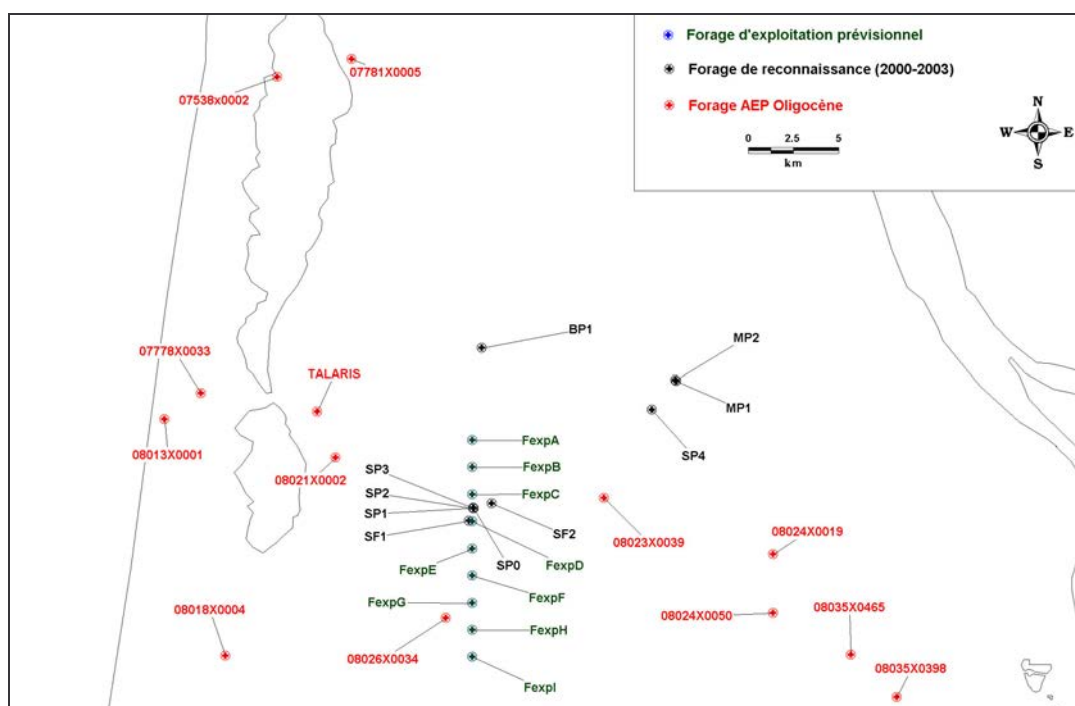 Forage d'exploitation prévisionnel
Forage de reconnaissance (2000-2003)
Forage AEP Oligocène
0 2.5 5
km
N
W E
S
07781X0005
07538x0002
BP1
MP2
07778X0033
TALARIS
MP1
08013X0001
FexpA
SP4
FexpB
SP3
08021X0002
SP2
FexpC
SP1
SF1
SF2
08023X0039
08024X0019
FexpE
SP0
FexpD
FexpG
FexpF
08018X0004
08024X0050
08035X0465
FexpH
08026X0034
08035X0398
FexpI